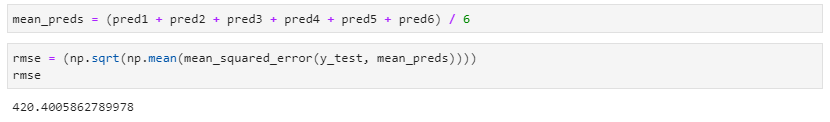 mean_preds = (pred1 + pred2 + pred3 + pred4 + pred5 + pred6) / 6
rmse = (np.sqrt(np.mean(mean_squared_error(y_test, mean_preds))))
rmse
420.4005862789978